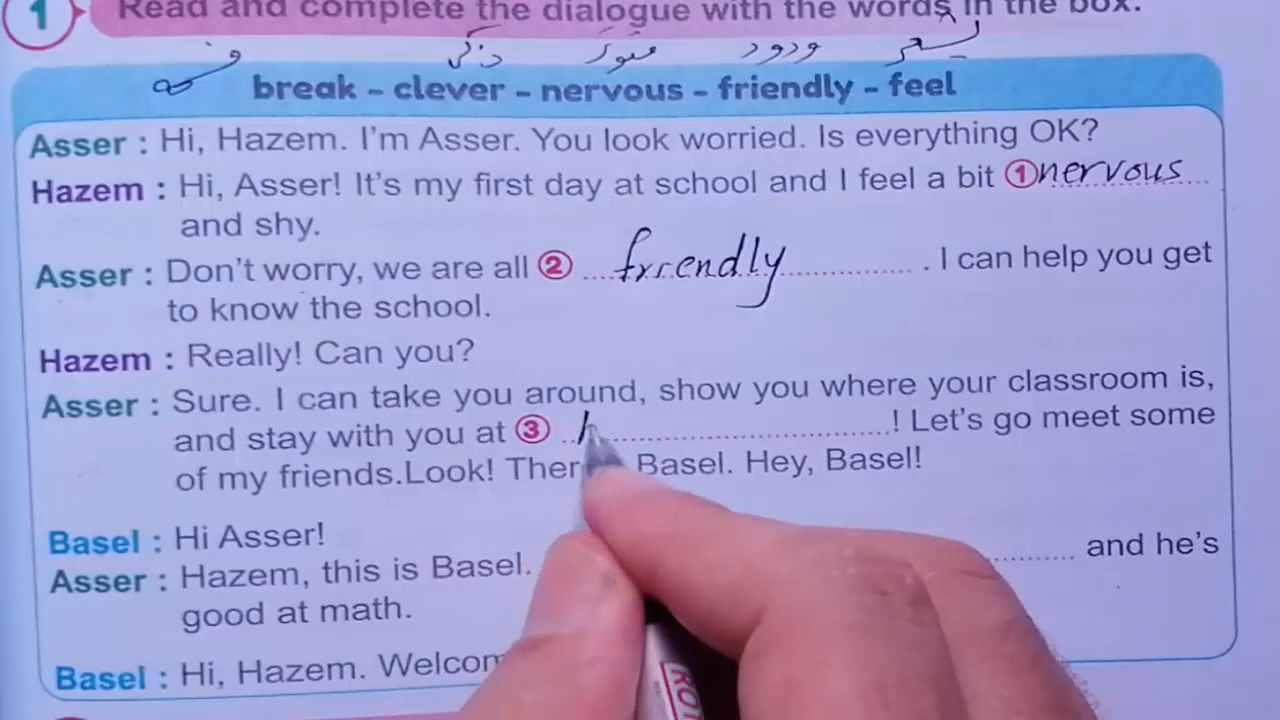 1 Read and complete the dialogue with the words in the box.
break - clever - nervous - friendly - feel
Asser : Hi, Hazem. I'm Asser. You look worried. Is everything OK?
Hazem : Hi, Asser! It's my first day at school and I feel a bit ① nervous
and shy.
Asser : Don't worry, we are all ② friendly . I can help you get
to know the school.
Hazem : Really! Can you?
Asser : Sure. I can take you around, show you where your classroom is,
and stay with you at ③ ! Let's go meet some
of my friends.Look! Basel. Hey, Basel!
Basel : Hi Asser!
Asser : Hazem, this is Basel. and he's
good at math.
Basel : Hi, Hazem.